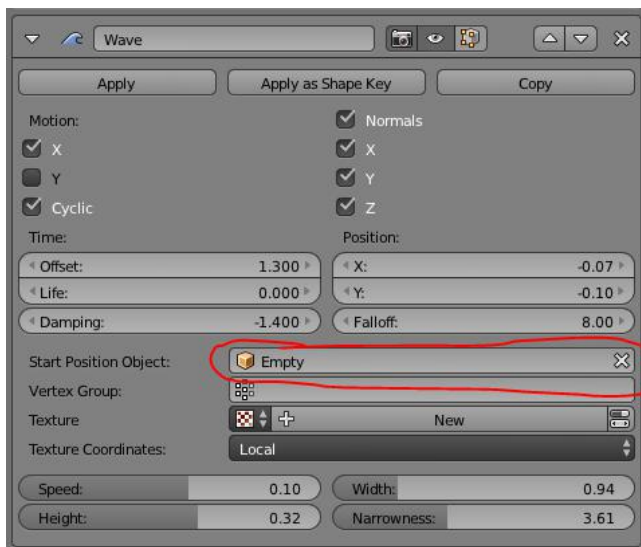 Wave
Apply Apply as Shape Key Copy
Motion: Normals
X X
Y Y
Cyclic Z
Time: Position:
Offset: 1.300 X: -0.07
Life: 0.000 Y: -0.10
Damping: -1.400 Falloff: 8.00
Start Position Object: Empty
Vertex Group:
Texture New
Texture Coordinates: Local
Speed: 0.10 Width: 0.94
Height: 0.32 Narrowness: 3.61